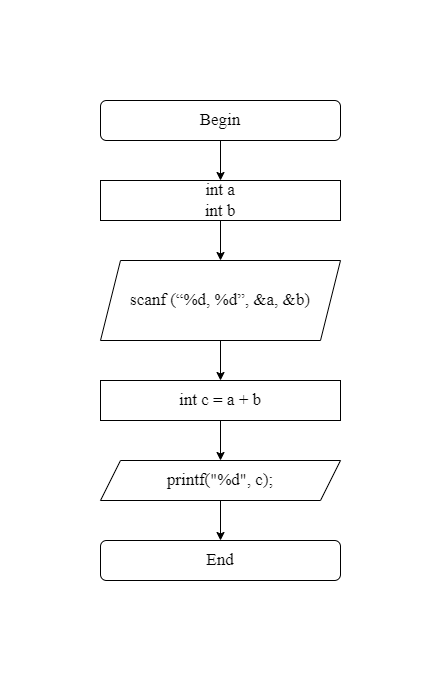 Begin
int a
int b
scanf (“%d, %d”, &a, &b)
int c = a + b
printf("%d", c);
End